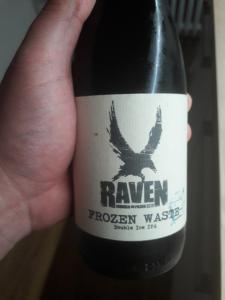 RAVEN
FROZEN WASTE
Double Ice IPA